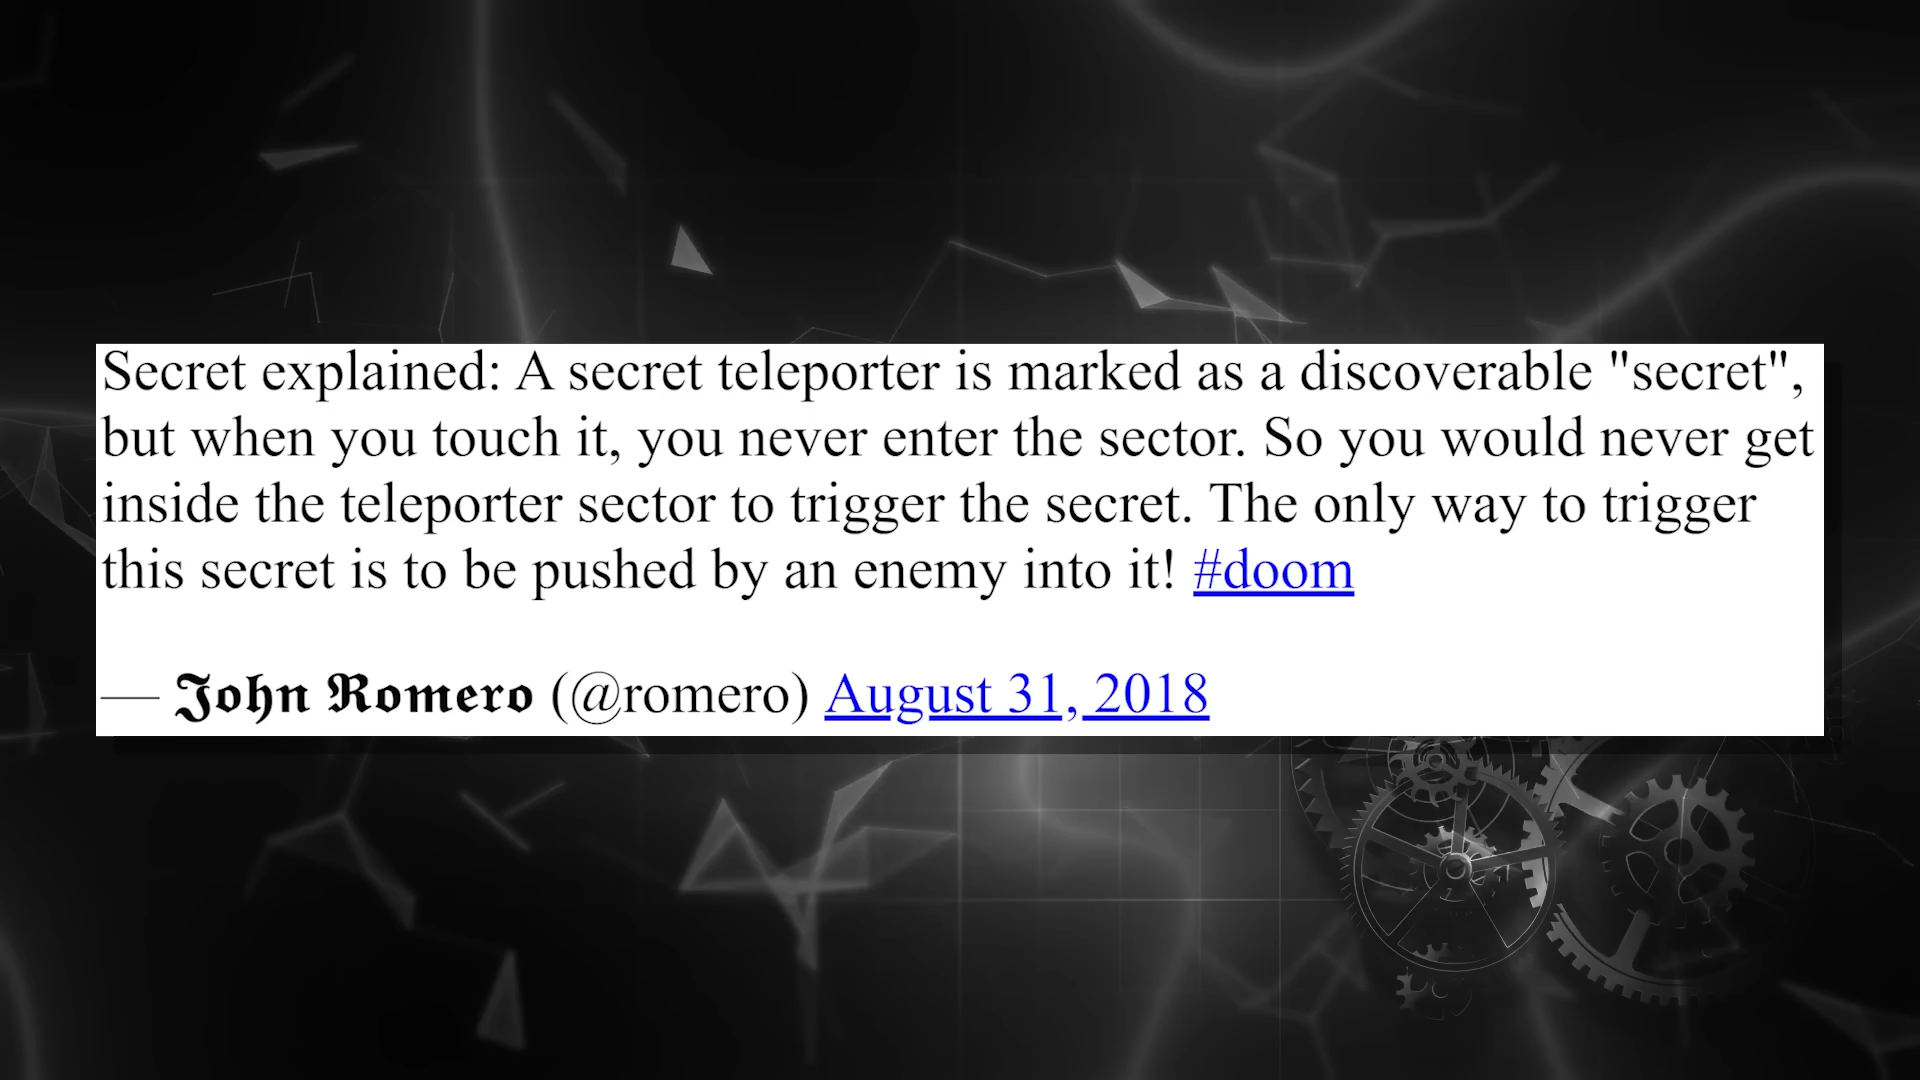 Secret explained: A secret teleporter is marked as a discoverable "secret",
but when you touch it, you never enter the sector. So you would never get
inside the teleporter sector to trigger the secret. The only way to trigger
this secret is to be pushed by an enemy into it! #doom
— 𝕵𝖔𝖍𝖓 𝕽𝖔𝖒𝖊𝖗𝖔 (@romero) August 31, 2018